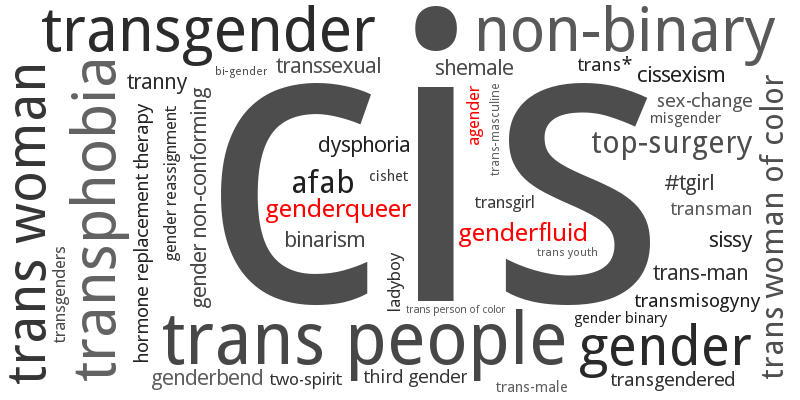 transgender
non-binary
bi-gender
transsexual
shemale
trans*
cissexism
tranny
trans woman
transphobia
transgenders
hormone replacement therapy
gender reassignment
gender non-conforming
cis
agender
trans-masculine
sex-change
misgender
top-surgery
dysphoria
afab
cishet
genderqueer
binarism
transgirl
genderfluid
trans youth
#tgirl
transman
sissy
trans-man
transmisogyny
trans woman of color
ladyboy
trans person of color
gender binary
trans people
gender
genderbend
two-spirit
third gender
trans-male
transgendered